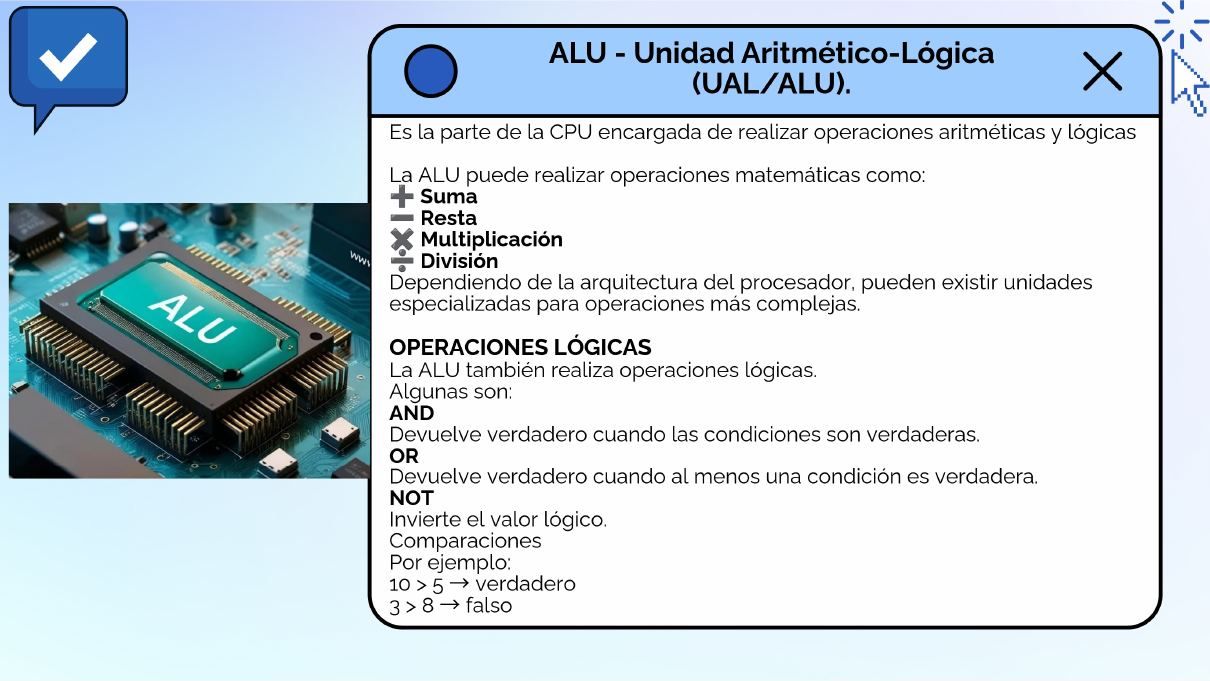 ALU - Unidad Aritmético-Lógica
(UAL/ALU).
Es la parte de la CPU encargada de realizar operaciones aritméticas y lógicas
La ALU puede realizar operaciones matemáticas como:
➕ Suma
➖ Resta
✖ Multiplicación
➗ División
Dependiendo de la arquitectura del procesador, pueden existir unidades
especializadas para operaciones más complejas.
OPERACIONES LÓGICAS
La ALU también realiza operaciones lógicas.
Algunas son:
AND
Devuelve verdadero cuando las condiciones son verdaderas.
OR
Devuelve verdadero cuando al menos una condición es verdadera.
NOT
Invierte el valor lógico.
Comparaciones
Por ejemplo:
10 > 5 → verdadero
3 > 8 → falso
ALU
www